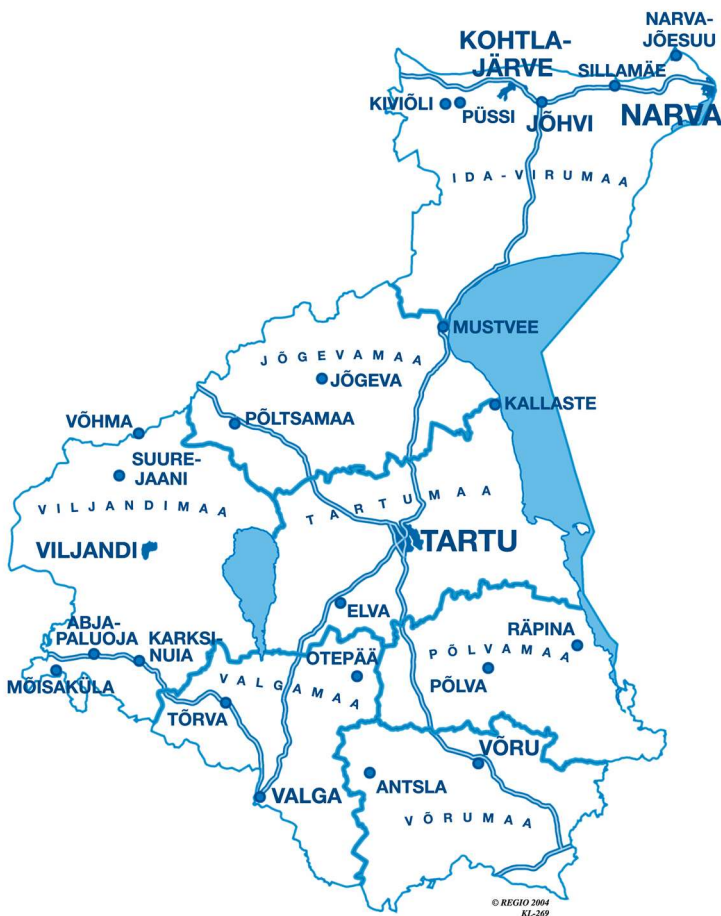 NARVA-
JÕESUU
KOHTLA-
JÄRVE
SILLAMÄE
KIVIÕLI
PÜSSI
JÕHVI
NARVA
IDA-VIRUMAA
MUSTVEE
JÕGEVAMAA
JÕGEVA
KALLASTE
VÕHMA
PÕLTSAMAA
SUURE-
JAANI
VILJANDIMAA
TARTUMAA
VILJANDI
TARTU
ELVA
ABJA-
PALUOJA
KARKSI-
NUIA
RÄPINA
OTEPÄÄ
PÕLVAMAA
MÕISAKÜLA
VALGAMAA
PÕLVA
TÕRVA
VÕRU
ANTSLA
VALGA
VÕRUMAA
© REGIO 2004
KL-269